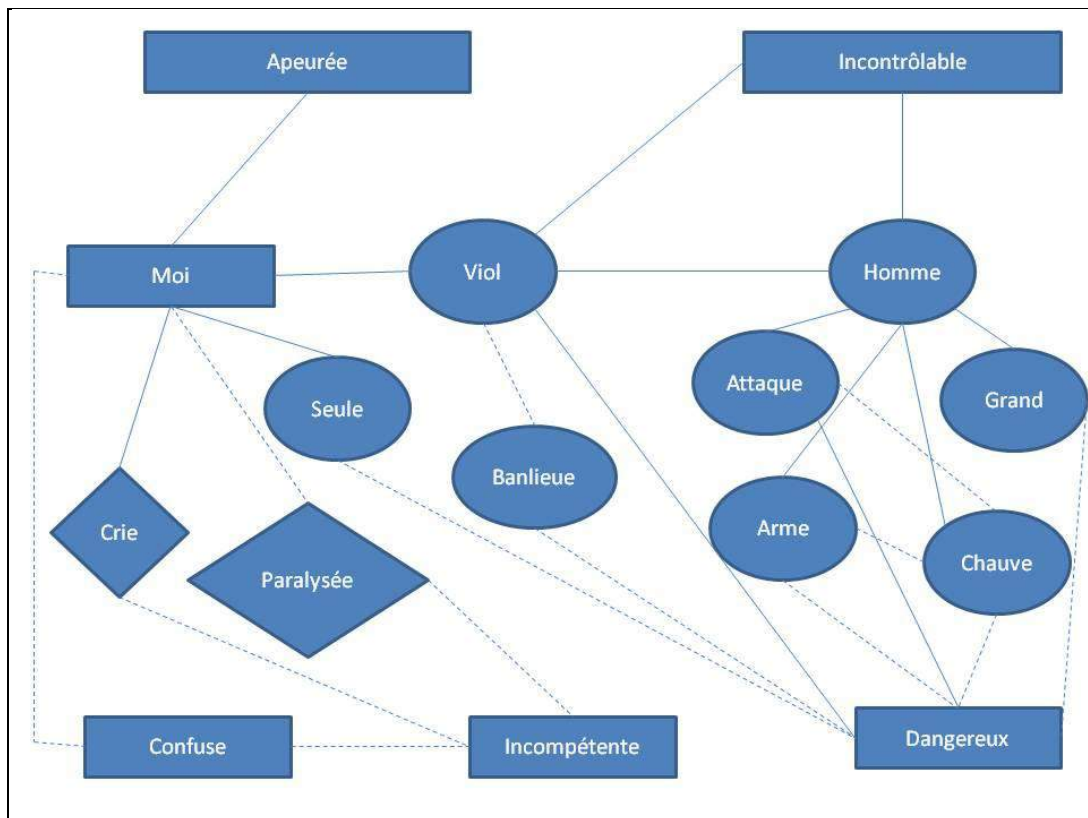 Apeurée
Incontrôlable
Moi
Viol
Homme
Attaque
Grand
Seule
Banlieue
Arme
Crie
Chauve
Paralysée
Confuse
Incompétente
Dangereux